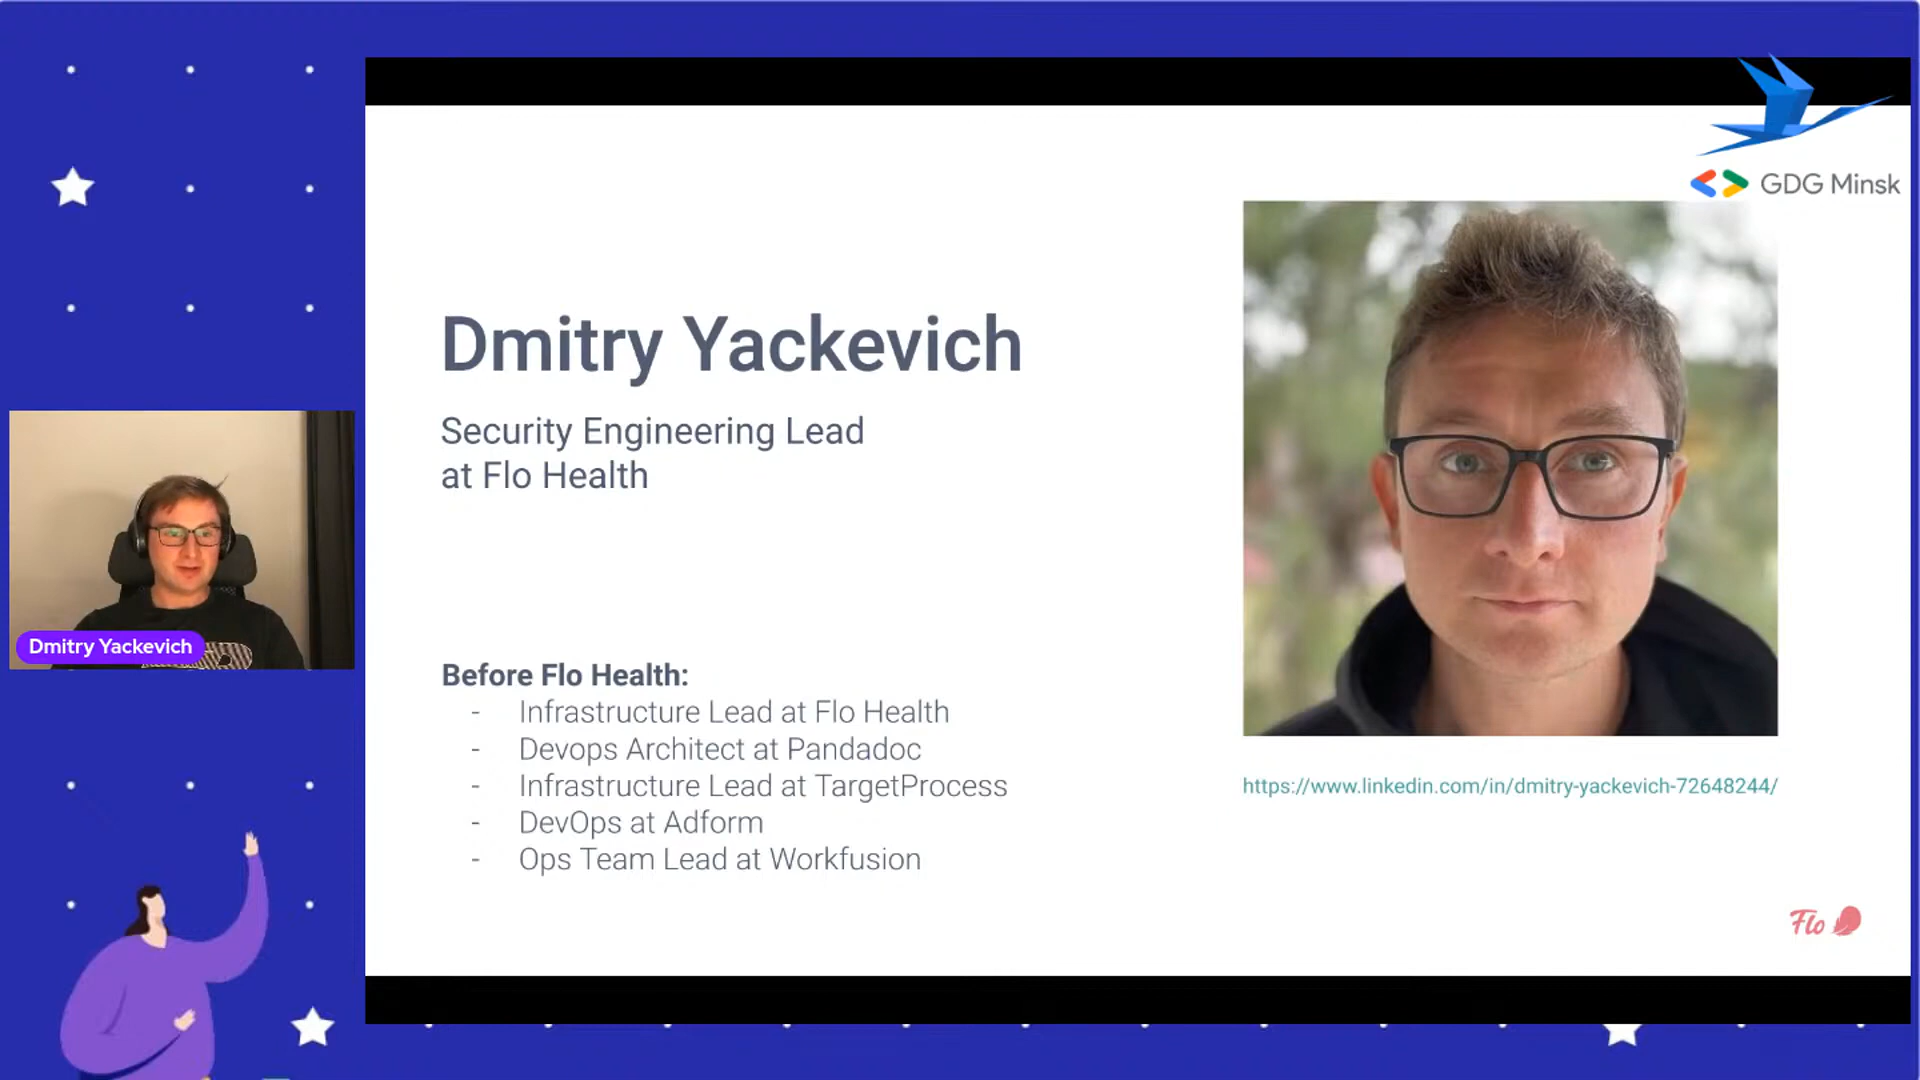 GDG Minsk
Dmitry Yackevich
Security Engineering Lead
at Flo Health
Before Flo Health:
- Infrastructure Lead at Flo Health
- Devops Architect at Pandadoc
- Infrastructure Lead at TargetProcess
- DevOps at Adform
- Ops Team Lead at Workfusion
https://www.linkedin.com/in/dmitry-yackevich-72648244/
Flo
Dmitry Yackevich